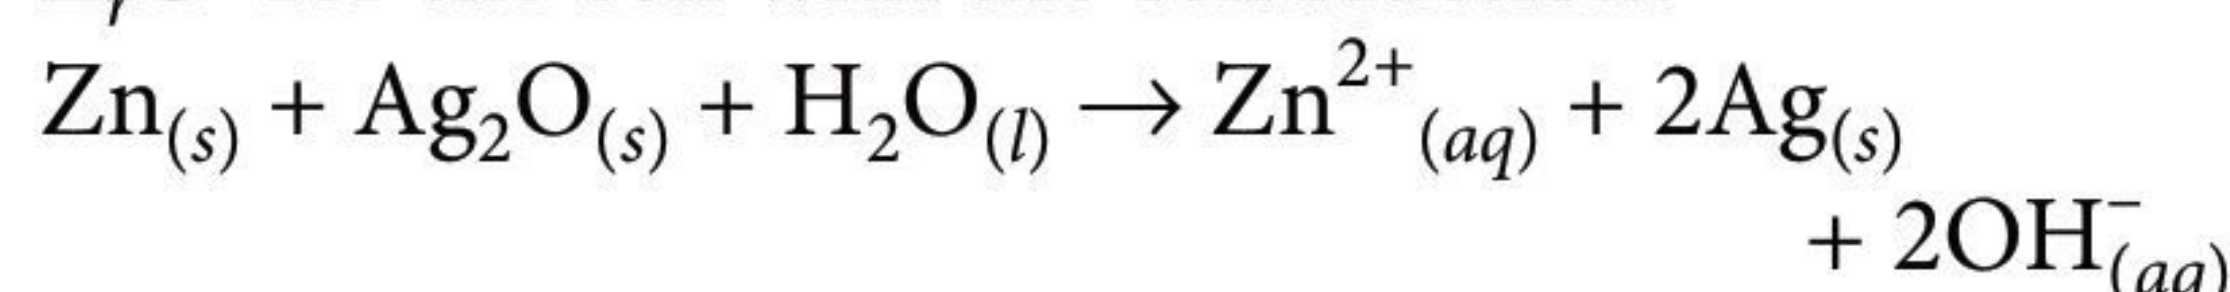 Zn(s) + Ag₂O(s) + H₂O(l) → Zn²⁺(aq) + 2Ag(s)
+ 2OH⁻(aq)